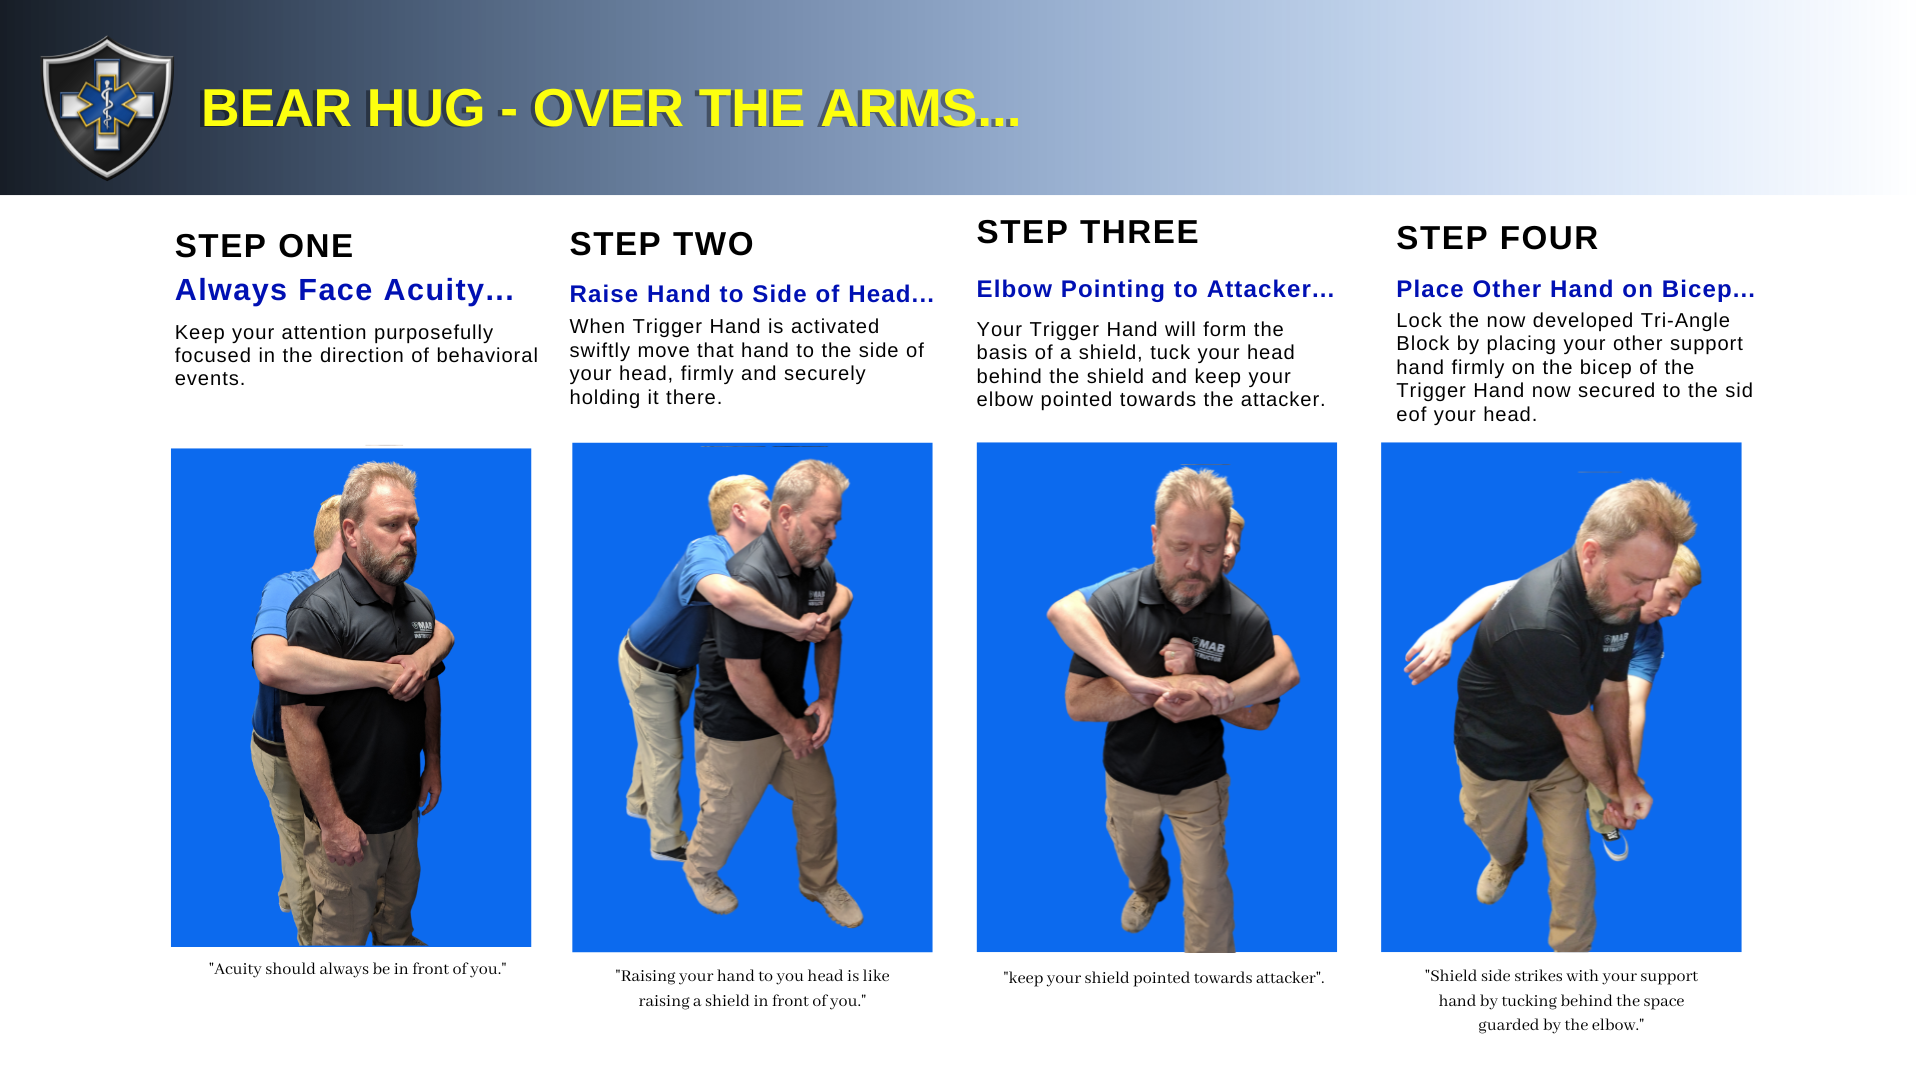 BEAR HUG - OVER THE ARMS...
STEP ONE
Always Face Acuity...
Keep your attention purposefully
focused in the direction of behavioral
events.
"Acuity should always be in front of you."
STEP TWO
Raise Hand to Side of Head...
When Trigger Hand is activated
swiftly move that hand to the side of
your head, firmly and securely
holding it there.
"Raising your hand to you head is like
raising a shield in front of you."
STEP THREE
Elbow Pointing to Attacker...
Your Trigger Hand will form the
basis of a shield, tuck your head
behind the shield and keep your
elbow pointed towards the attacker.
MAB
"keep your shield pointed towards attacker".
STEP FOUR
Place Other Hand on Bicep...
Lock the now developed Tri-Angle
Block by placing your other support
hand firmly on the bicep of the
Trigger Hand now secured to the sid
eof your head.
MAB
"Shield side strikes with your support
hand by tucking behind the space
guarded by the elbow."